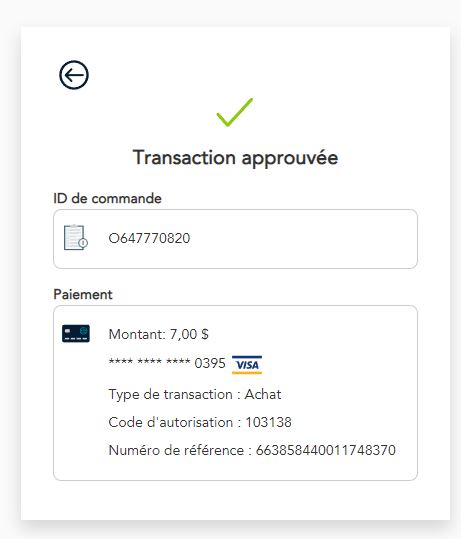 Transaction approuvée
ID de commande
O647770820
Paiement
Montant: 7,00 $
**** **** **** 0395 VISA
Type de transaction : Achat
Code d'autorisation : 103138
Numéro de référence : 663858440011748370